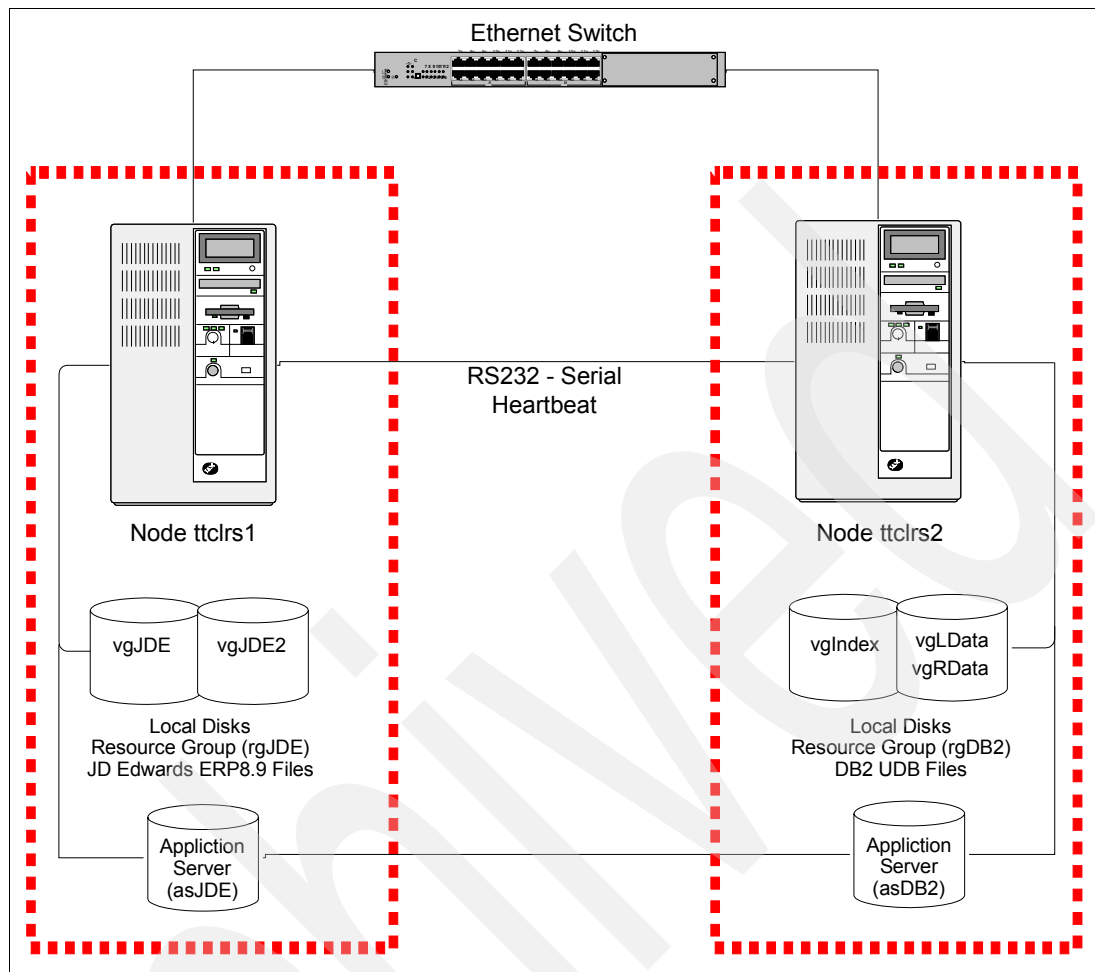 Ethernet Switch
RS232 - Serial
Heartbeat
Node ttclrs1
Node ttclrs2
vgJDE
vgJDE2
vgIndex
vgLData
vgRData
Local Disks
Resource Group (rgJDE)
JD Edwards ERP8.9 Files
Local Disks
Resource Group (rgDB2)
DB2 UDB Files
Appliction
Server
(asJDE)
Appliction
Server
(asDB2)